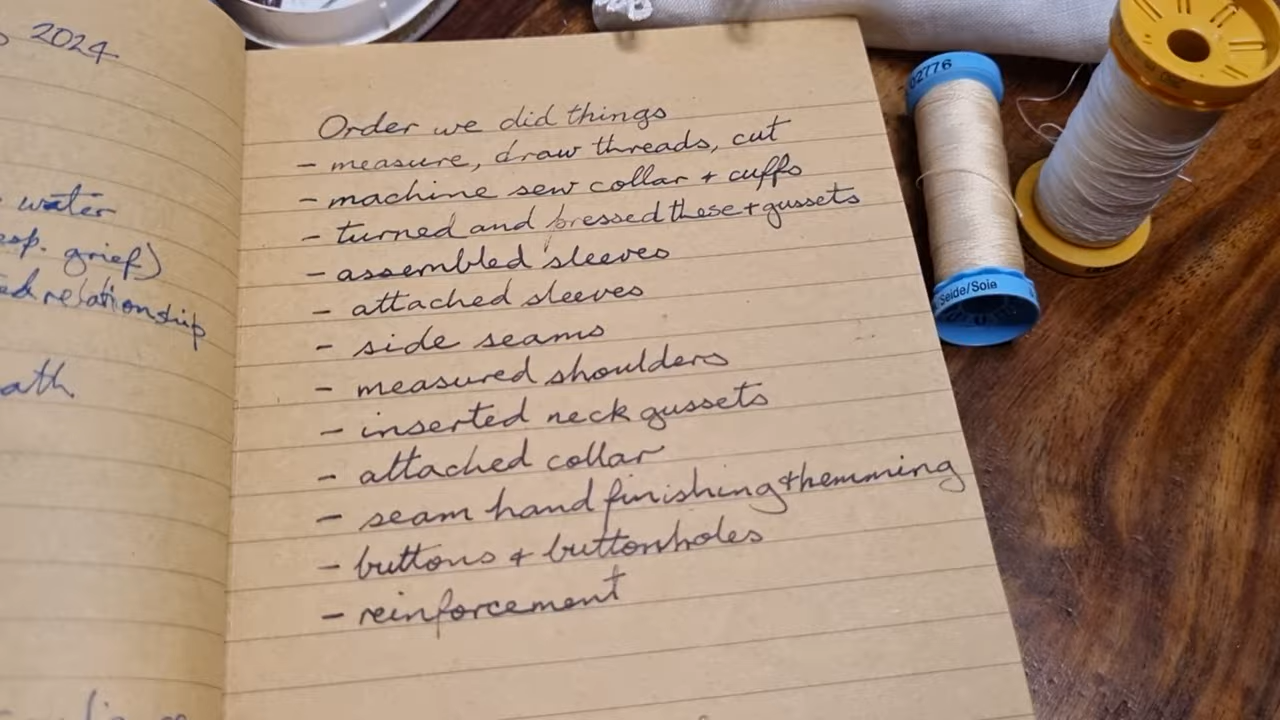 2024
water
esp. grief)
relationship
Order we did things
- measure, draw threads, cut
- machine sew collar + cuffs
- turned and pressed these + gussets
- assembled sleeves
- attached sleeves
- side seams
- measured shoulders
- inserted neck gussets
- attached collar
- seam hand finishing + hemming
- buttons + buttonholes
- reinforcement
02776
Seide/Soie